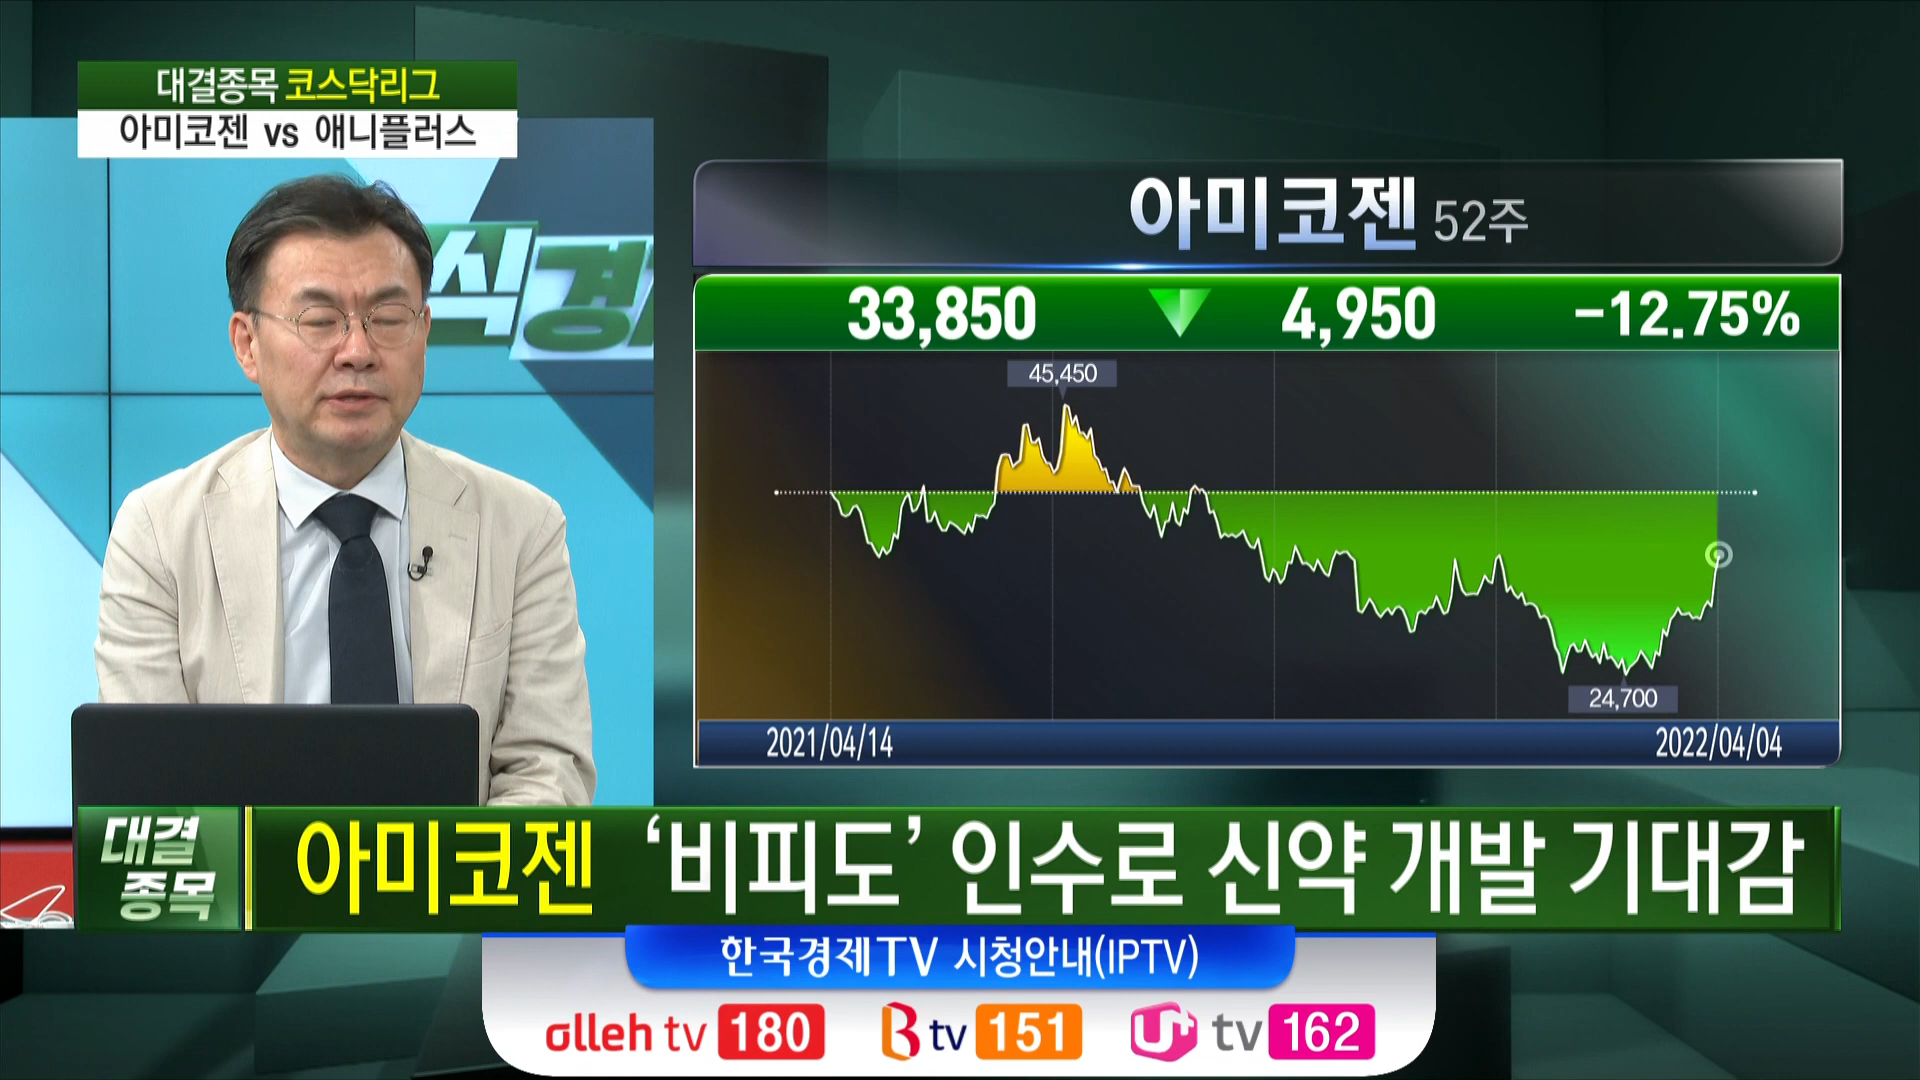 대결종목 코스닥리그
아미코젠 vs 애니플러스
식경
아미코젠 52주
33,850 ▼ 4,950 -12.75%
45,450
24,700
2021/04/14 2022/04/04
대결
종목
아미코젠 ‘비피도’ 인수로 신약 개발 기대감
한국경제TV 시청안내(IPTV)
olleh tv 180 B tv 151 U+ tv 162